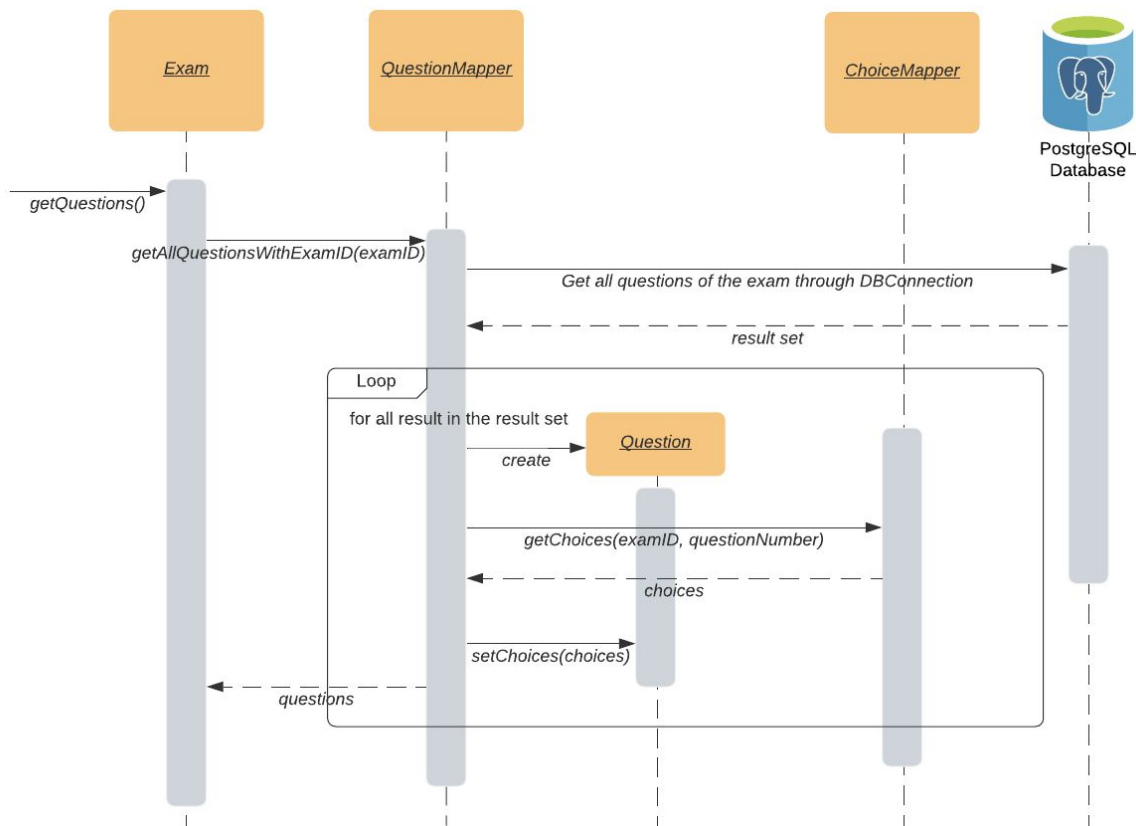 Exam
QuestionMapper
ChoiceMapper
PostgreSQL
Database
getQuestions()
getAllQuestionsWithExamID(examID)
Get all questions of the exam through DBConnection
result set
Loop
for all result in the result set
Question
create
getChoices(examID, questionNumber)
choices
setChoices(choices)
questions